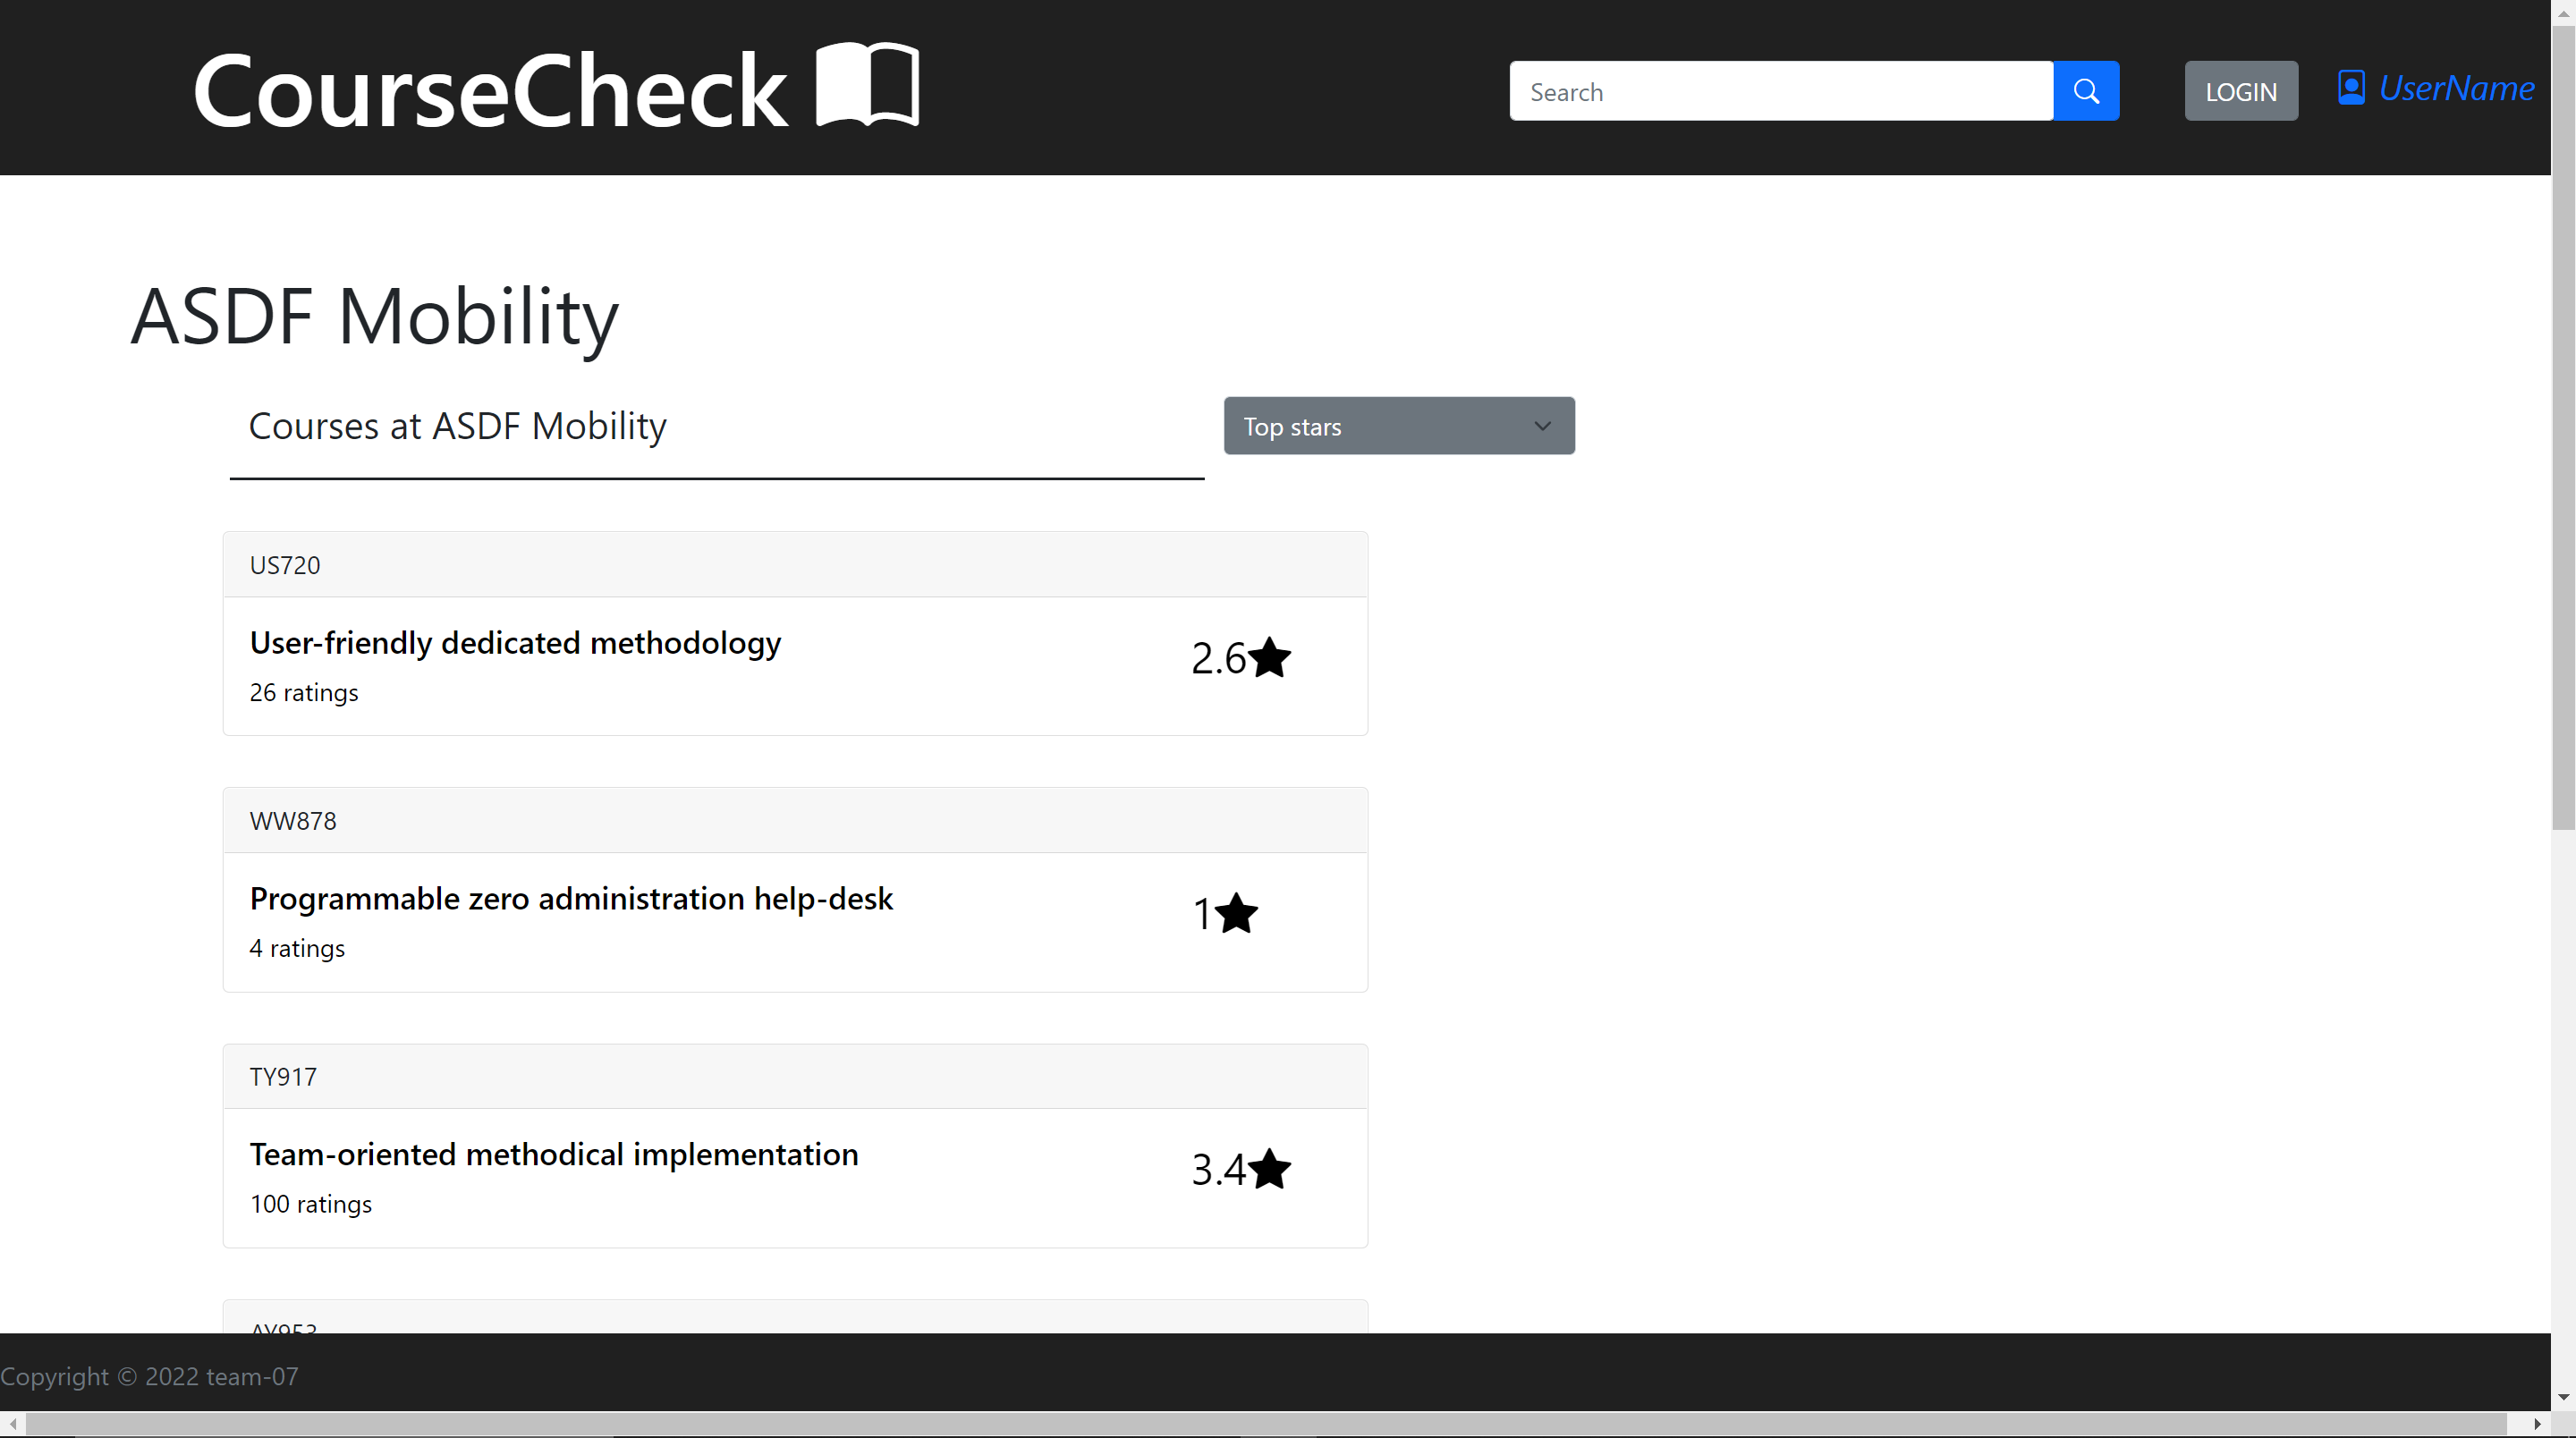 CourseCheck
Search
LOGIN
UserName
ASDF Mobility
Courses at ASDF Mobility
Top stars
US720
User-friendly dedicated methodology
2.6
26 ratings
WW878
Programmable zero administration help-desk
1
4 ratings
TY917
Team-oriented methodical implementation
3.4
100 ratings
AY953
Copyright © 2022 team-07